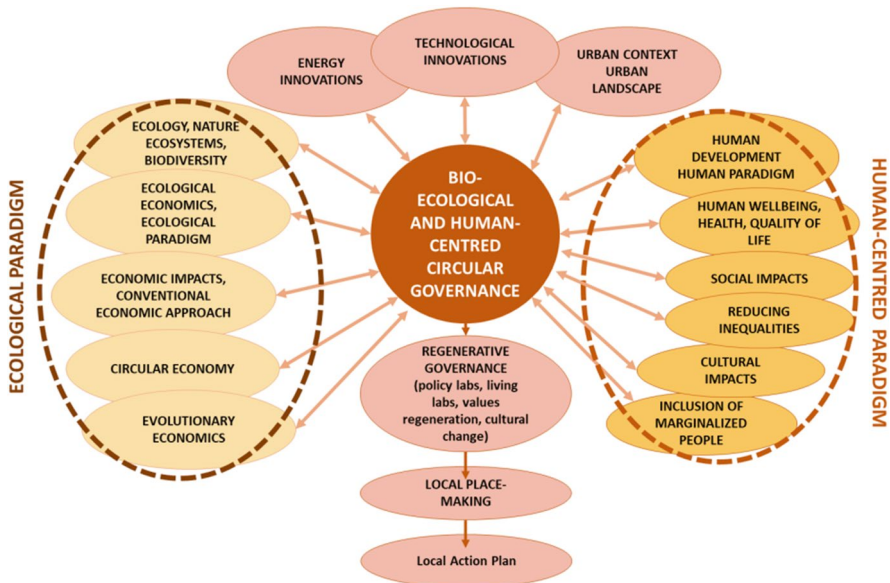 ENERGY
INNOVATIONS
TECHNOLOGICAL
INNOVATIONS
URBAN CONTEXT
URBAN
LANDSCAPE
ECOLOGICAL PARADIGM
ECOLOGY, NATURE
ECOSYSTEMS,
BIODIVERSITY
ECOLOGICAL
ECONOMICS,
ECOLOGICAL
PARADIGM
ECONOMIC IMPACTS,
CONVENTIONAL
ECONOMIC APPROACH
CIRCULAR ECONOMY
EVOLUTIONARY
ECONOMICS
BIO-
ECOLOGICAL
AND HUMAN-
CENTRED
CIRCULAR
GOVERNANCE
REGENERATIVE
GOVERNANCE
(policy labs, living
labs, values
regeneration, cultural
change)
LOCAL PLACE-
MAKING
Local Action Plan
HUMAN
DEVELOPMENT
HUMAN PARADIGM
HUMAN WELLBEING,
HEALTH, QUALITY OF
LIFE
SOCIAL IMPACTS
REDUCING
INEQUALITIES
CULTURAL
IMPACTS
INCLUSION OF
MARGINALIZED
PEOPLE
HUMAN-CENTRED PARADIGM